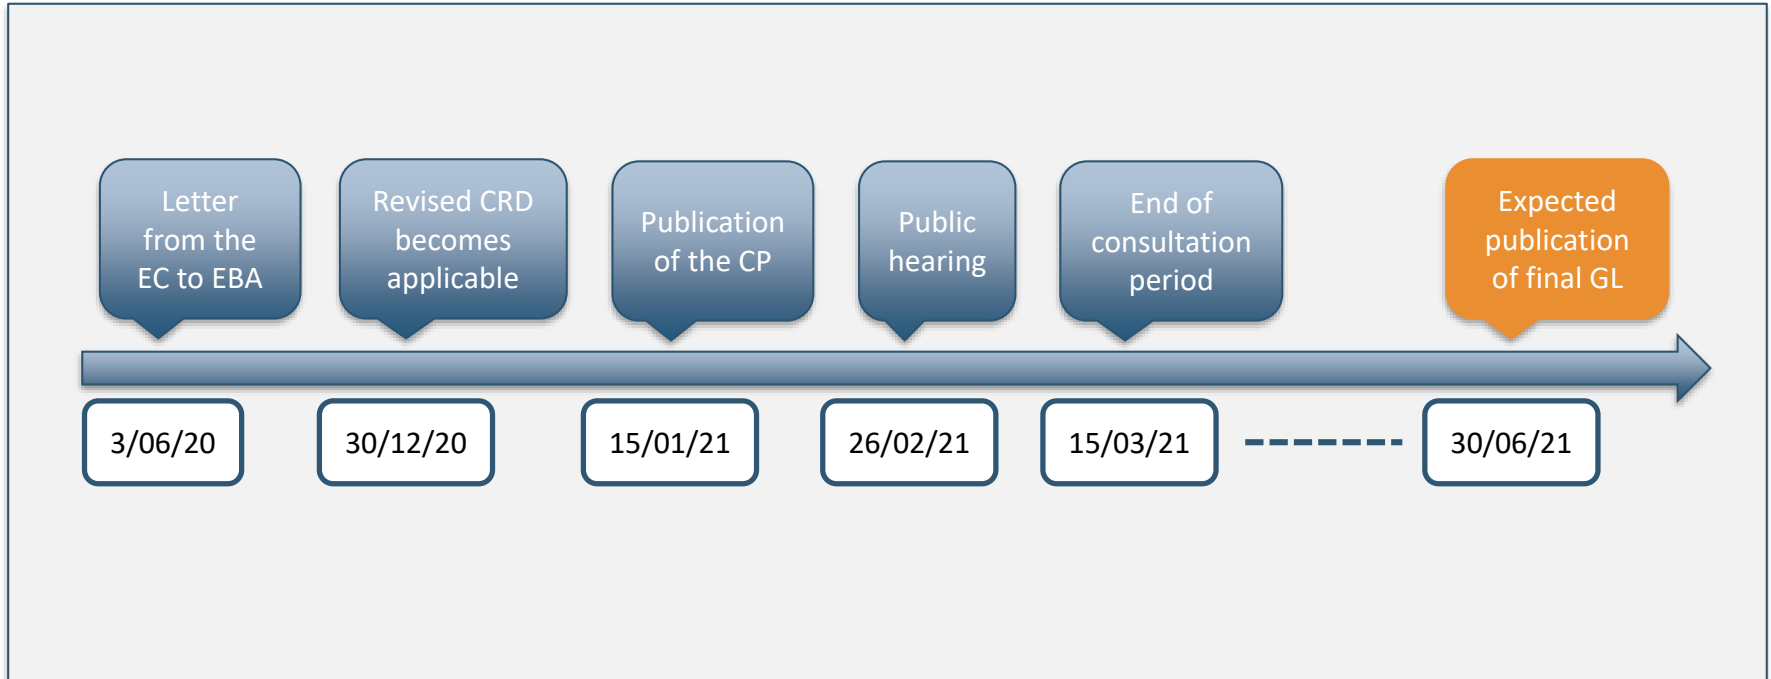 Letter
from the
EC to EBA
Revised CRD
becomes
applicable
Publication
of the CP
Public
hearing
End of
consultation
period
Expected
publication
of final GL
3/06/20
30/12/20
15/01/21
26/02/21
15/03/21
30/06/21